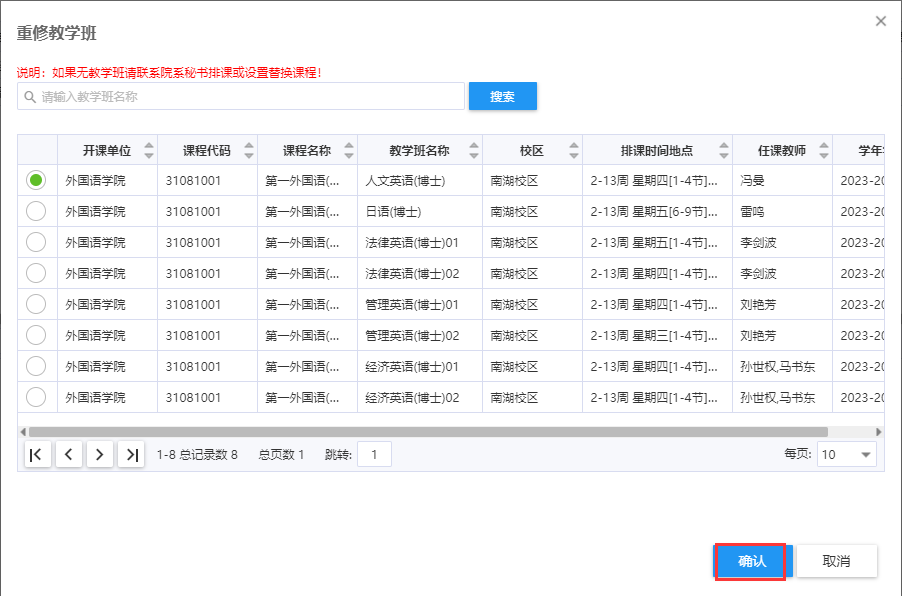 重修教学班
说明：如果无教学班请联系院系秘书排课或设置替换课程！
请输入教学班名称 搜索
开课单位 课程代码 课程名称 教学班名称 校区 排课时间地点 任课教师 学年
外国语学院 31081001 第一外国语(... 人文英语(博士) 南湖校区 2-13周 星期四[1-4节]... 冯曼 2023-20
外国语学院 31081001 第一外国语(... 日语(博士) 南湖校区 2-13周 星期五[6-9节]... 雷鸣 2023-20
外国语学院 31081001 第一外国语(... 法律英语(博士)01 南湖校区 2-13周 星期五[1-4节]... 李剑波 2023-20
外国语学院 31081001 第一外国语(... 法律英语(博士)02 南湖校区 2-13周 星期四[1-4节]... 李剑波 2023-20
外国语学院 31081001 第一外国语(... 管理英语(博士)01 南湖校区 2-13周 星期四[1-4节]... 刘艳芳 2023-20
外国语学院 31081001 第一外国语(... 管理英语(博士)02 南湖校区 2-13周 星期三[1-4节]... 刘艳芳 2023-20
外国语学院 31081001 第一外国语(... 经济英语(博士)01 南湖校区 2-13周 星期四[1-4节]... 孙世权,马书东 2023-20
外国语学院 31081001 第一外国语(... 经济英语(博士)02 南湖校区 2-13周 星期四[1-4节]... 孙世权,马书东 2023-20
1-8 总记录数 8 总页数 1 跳转: 1 每页: 10
确认 取消